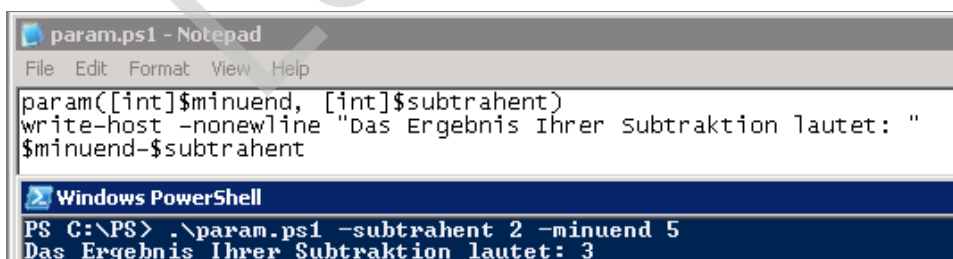 param.ps1 - Notepad
File Edit Format View Help
param([int]$minuend, [int]$subtrahent)
write-host -nonewline "Das Ergebnis Ihrer Subtraktion lautet: "
$minuend-$subtrahent
Windows PowerShell
PS C:\PS> .\param.ps1 -subtrahent 2 -minuend 5
Das Ergebnis Ihrer Subtraktion lautet: 3